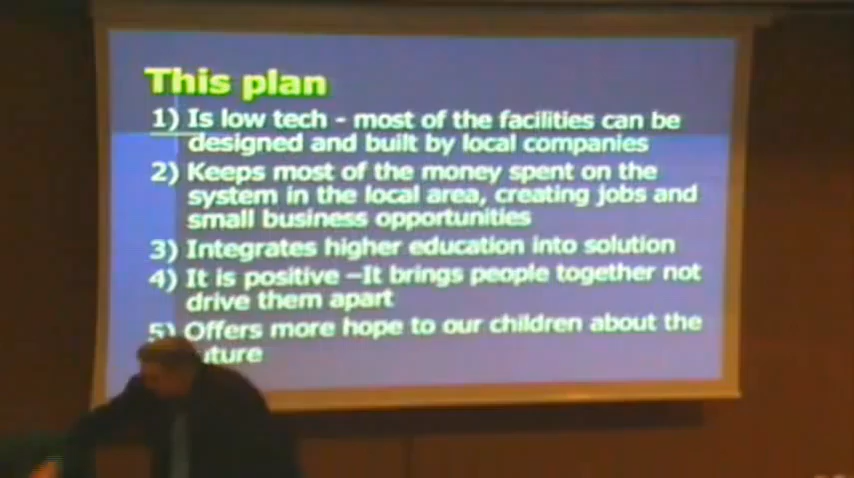 This plan
1) Is low tech - most of the facilities can be
designed and built by local companies
2) Keeps most of the money spent on the
system in the local area, creating jobs and
small business opportunities
3) Integrates higher education into solution
4) It is positive –It brings people together not
drive them apart
5) Offers more hope to our children about the
uture